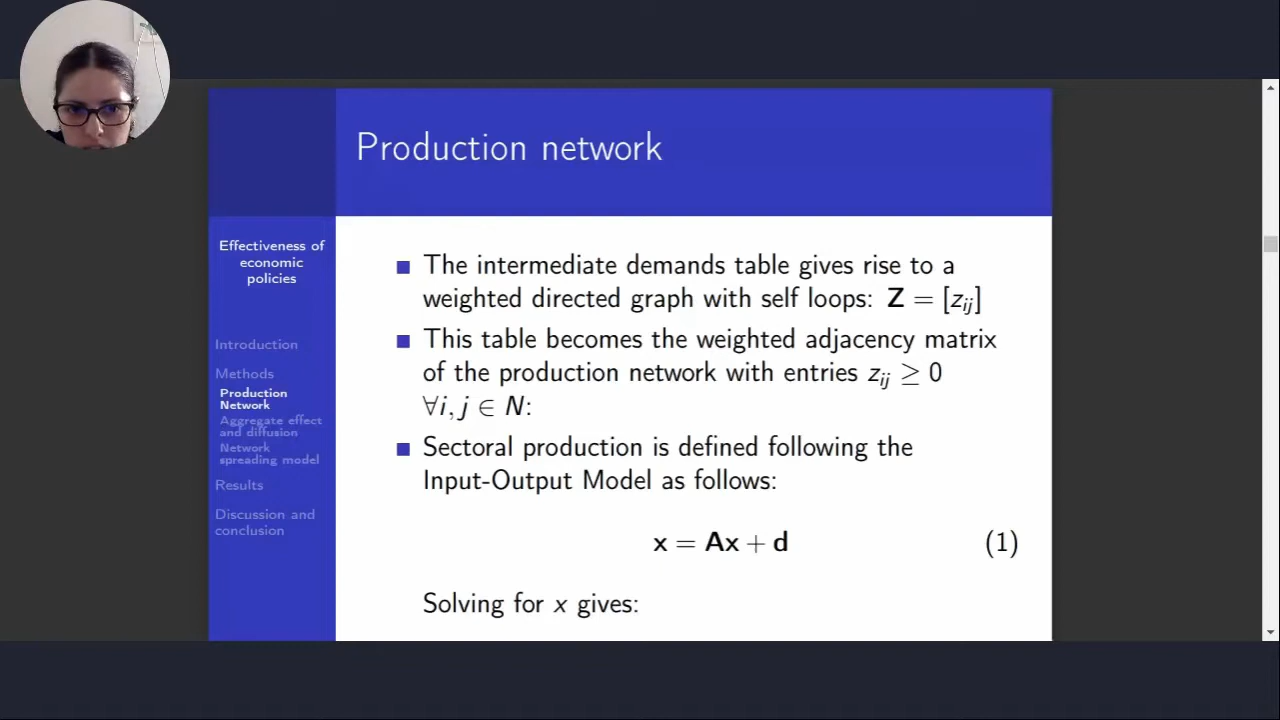 Production network
Effectiveness of
economic
policies
Introduction
Methods
Production
Network
Aggregate effect
and diffusion
Network
spreading model
Results
Discussion and
conclusion
■ The intermediate demands table gives rise to a
weighted directed graph with self loops: Z = [zᵢⱼ]
■ This table becomes the weighted adjacency matrix
of the production network with entries zᵢⱼ ≥ 0
∀i, j ∈ N:
■ Sectoral production is defined following the
Input-Output Model as follows:
x = Ax + d (1)
Solving for x gives: